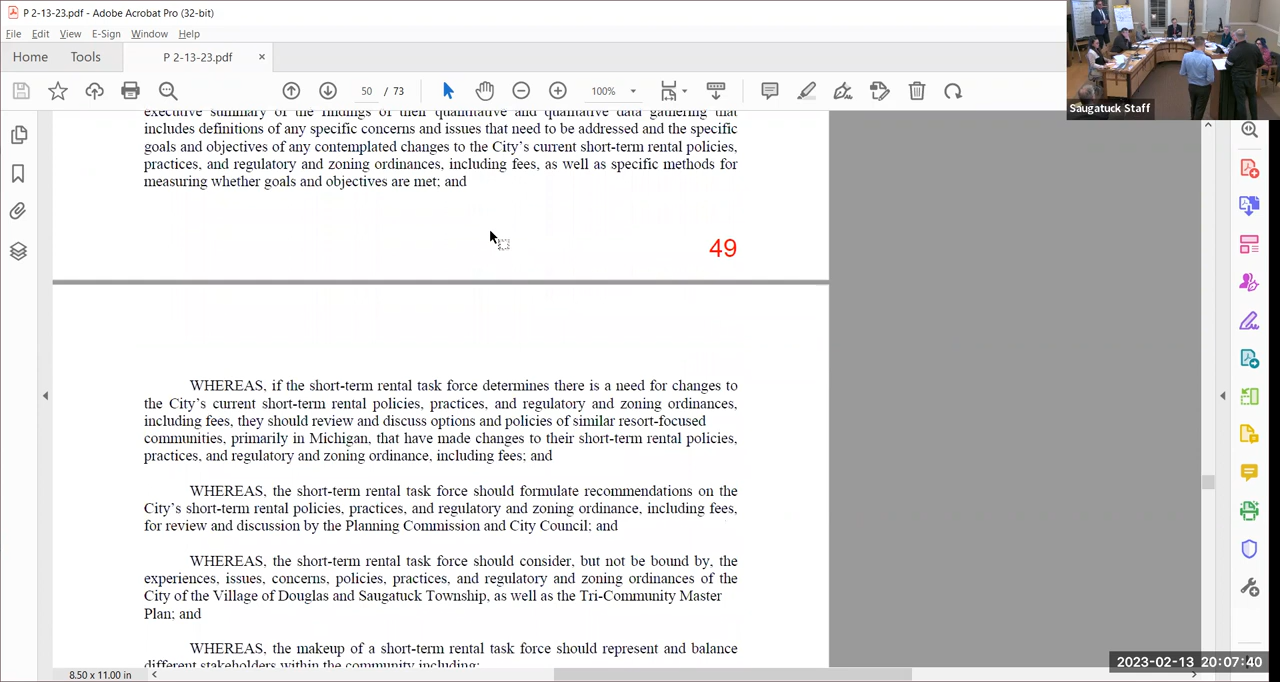 P 2-13-23.pdf - Adobe Acrobat Pro (32-bit)
File Edit View E-Sign Window Help
Home Tools P 2-13-23.pdf ×
50 / 73 100%
executive summary of the findings of their quantitative and qualitative data gathering that
includes definitions of any specific concerns and issues that need to be addressed and the specific
goals and objectives of any contemplated changes to the City's current short-term rental policies,
practices, and regulatory and zoning ordinances, including fees, as well as specific methods for
measuring whether goals and objectives are met; and
49
WHEREAS, if the short-term rental task force determines there is a need for changes to
the City's current short-term rental policies, practices, and regulatory and zoning ordinances,
including fees, they should review and discuss options and policies of similar resort-focused
communities, primarily in Michigan, that have made changes to their short-term rental policies,
practices, and regulatory and zoning ordinance, including fees; and
WHEREAS, the short-term rental task force should formulate recommendations on the
City's short-term rental policies, practices, and regulatory and zoning ordinance, including fees,
for review and discussion by the Planning Commission and City Council; and
WHEREAS, the short-term rental task force should consider, but not be bound by, the
experiences, issues, concerns, policies, practices, and regulatory and zoning ordinances of the
City of the Village of Douglas and Saugatuck Township, as well as the Tri-Community Master
Plan; and
WHEREAS, the makeup of a short-term rental task force should represent and balance
different stakeholders within the community including:
8.50 x 11.00 in
Saugatuck Staff
2023-02-13 20:07:40